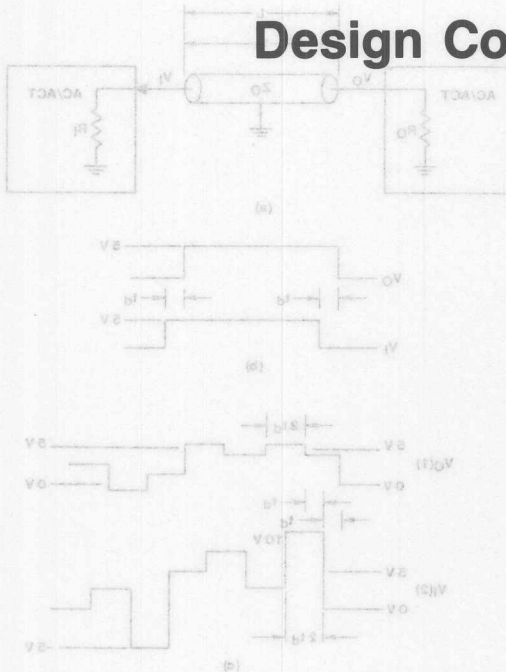 Design Co
AC/ACT
VI
ZO
VO
AC/ACT
RI
RO
(a)
5 V
VO
td
td
5 V
VI
(b)
2 td
5 V
5 V
VO(1)
0 V
0 V
td
td
10 V
5 V
VI(2)
0 V
2 td
-5 V
(c)